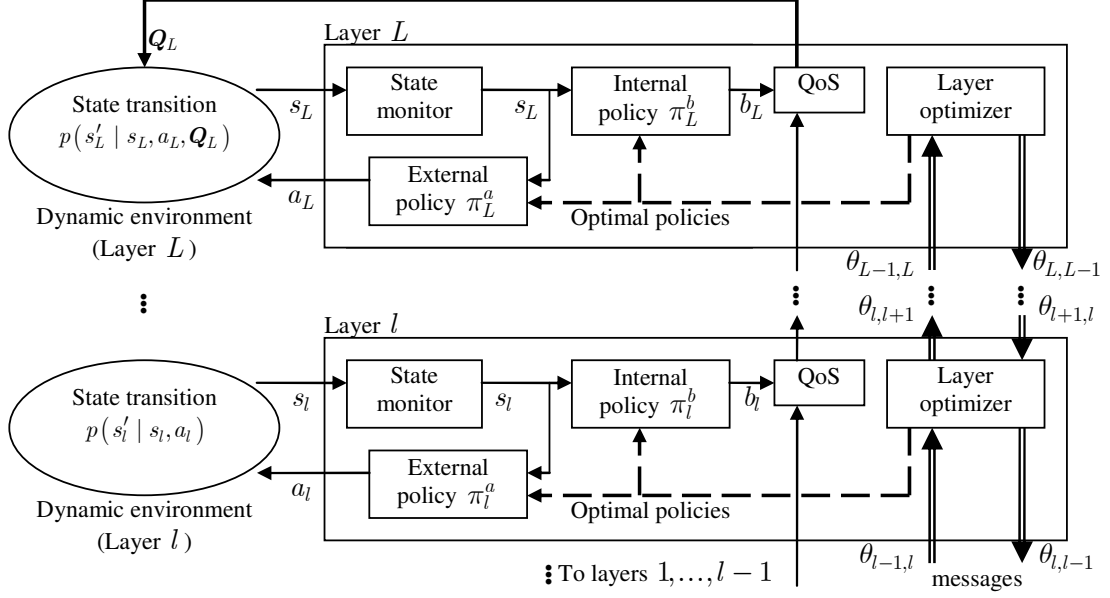 Q_L
Layer L
State transition
p(s'_L | s_L, a_L, Q_L)
Dynamic environment
(Layer L)
s_L
State
monitor
s_L
Internal
policy π^b_L
b_L
QoS
Layer
optimizer
a_L
External
policy π^a_L
Optimal policies
θ_{L−1,L}
θ_{L,L−1}
θ_{l,l+1}
θ_{l+1,l}
Layer l
State transition
p(s'_l | s_l, a_l)
Dynamic environment
(Layer l)
s_l
State
monitor
s_l
Internal
policy π^b_l
b_l
QoS
Layer
optimizer
a_l
External
policy π^a_l
Optimal policies
θ_{l−1,l}
θ_{l,l−1}
To layers 1,…,l − 1
messages